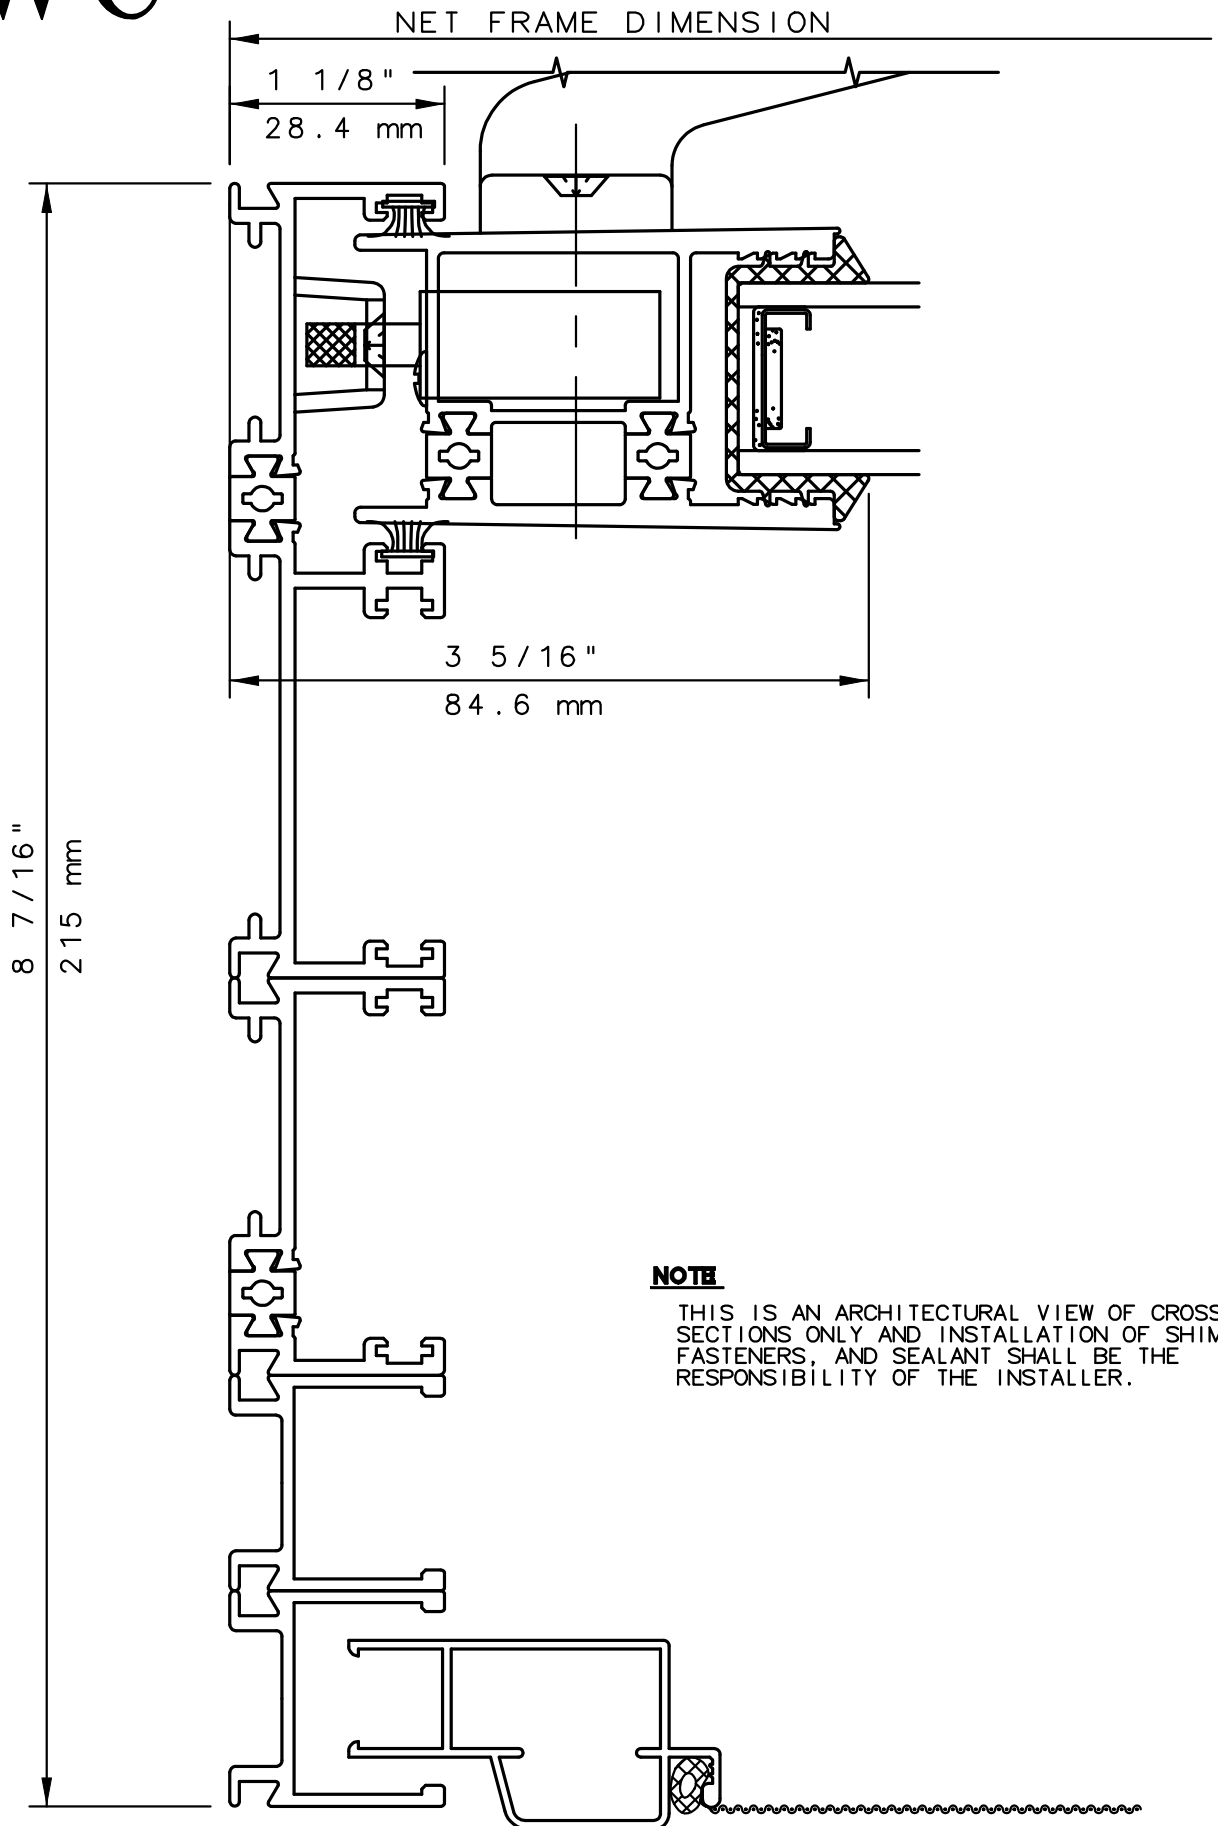 NET FRAME DIMENSION
1 1/8"
28.4 mm
3 5/16"
84.6 mm
8 7/16"
215 mm
NOTE
THIS IS AN ARCHITECTURAL VIEW OF CROSS
SECTIONS ONLY AND INSTALLATION OF SHIM
FASTENERS, AND SEALANT SHALL BE THE
RESPONSIBILITY OF THE INSTALLER.